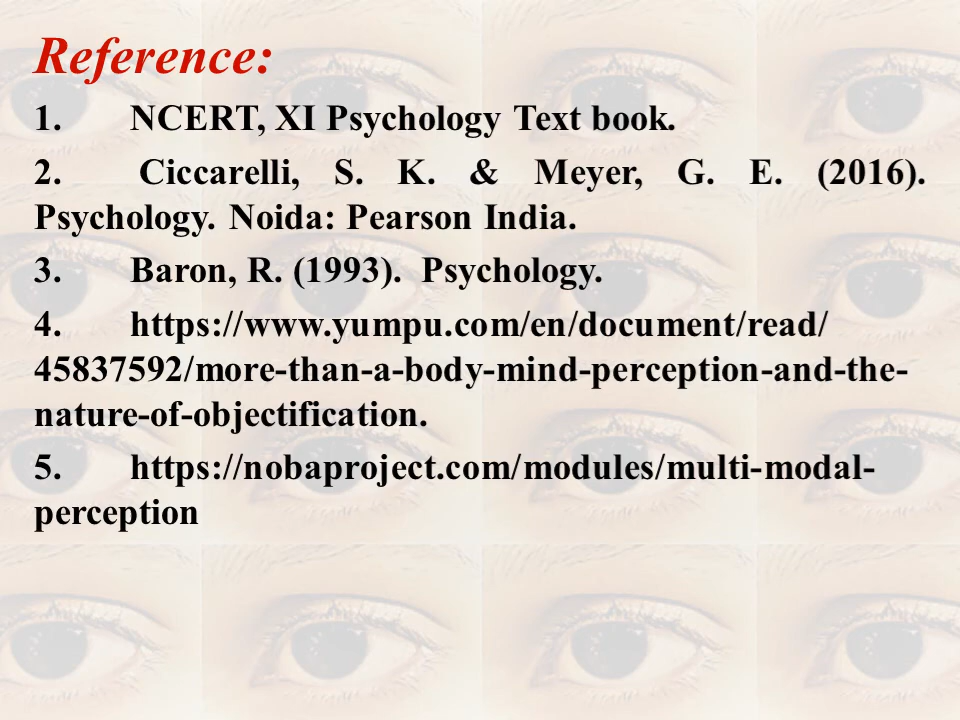 Reference:
1. NCERT, XI Psychology Text book.
2. Ciccarelli, S. K. & Meyer, G. E. (2016).
Psychology. Noida: Pearson India.
3. Baron, R. (1993). Psychology.
4. https://www.yumpu.com/en/document/read/
45837592/more-than-a-body-mind-perception-and-the-
nature-of-objectification.
5. https://nobaproject.com/modules/multi-modal-
perception